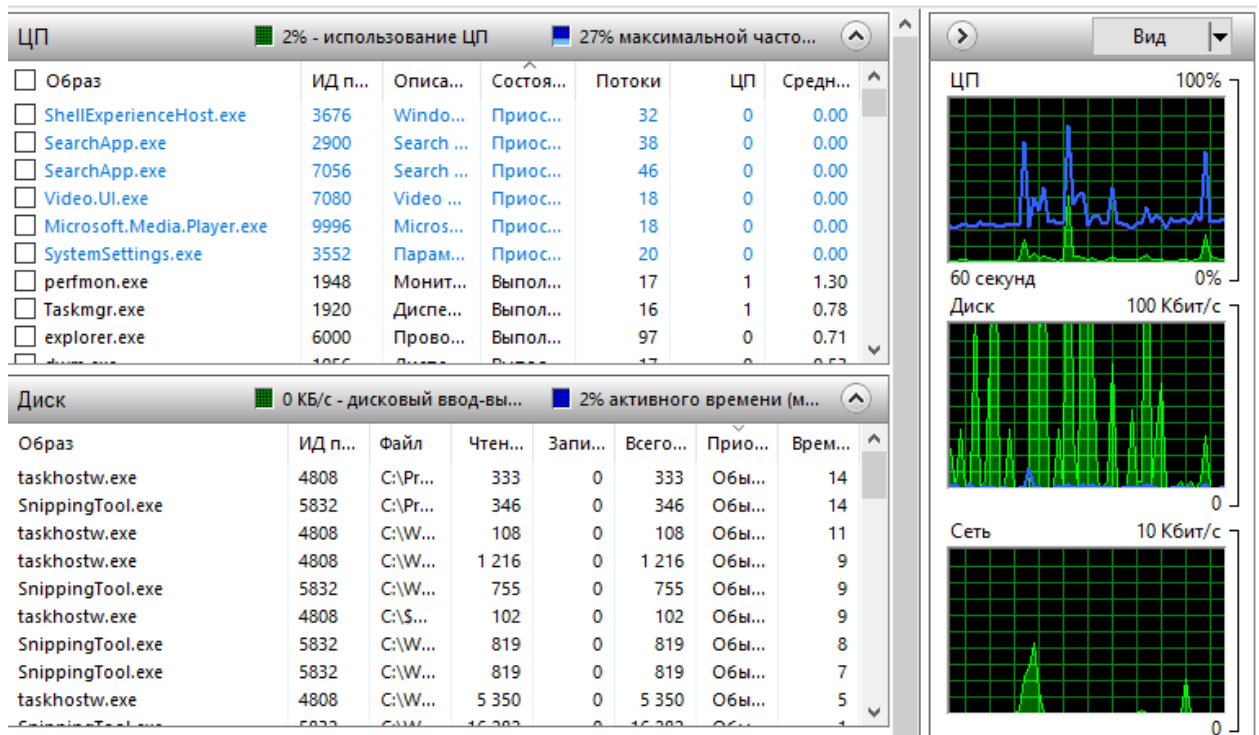 ЦП 2% - использование ЦП 27% максимальной часто...
Образ ИД п... Описа... Состоя... Потоки ЦП Средн...
ShellExperienceHost.exe 3676 Windo... Приос... 32 0 0.00
SearchApp.exe 2900 Search ... Приос... 38 0 0.00
SearchApp.exe 7056 Search ... Приос... 46 0 0.00
Video.UI.exe 7080 Video ... Приос... 18 0 0.00
Microsoft.Media.Player.exe 9996 Micros... Приос... 18 0 0.00
SystemSettings.exe 3552 Парам... Приос... 20 0 0.00
perfmon.exe 1948 Монит... Выпол... 17 1 1.30
Taskmgr.exe 1920 Диспе... Выпол... 16 1 0.78
explorer.exe 6000 Прово... Выпол... 97 0 0.71
Диск 0 КБ/с - дисковый ввод-вы... 2% активного времени (м...
Образ ИД п... Файл Чтен... Запи... Всего... Прио... Врем...
taskhostw.exe 4808 C:\Pr... 333 0 333 Обы... 14
SnippingTool.exe 5832 C:\Pr... 346 0 346 Обы... 14
taskhostw.exe 4808 C:\W... 108 0 108 Обы... 11
taskhostw.exe 4808 C:\W... 1 216 0 1 216 Обы... 9
SnippingTool.exe 5832 C:\W... 755 0 755 Обы... 9
taskhostw.exe 4808 C:\$... 102 0 102 Обы... 9
SnippingTool.exe 5832 C:\W... 819 0 819 Обы... 8
SnippingTool.exe 5832 C:\W... 819 0 819 Обы... 7
taskhostw.exe 4808 C:\W... 5 350 0 5 350 Обы... 5
Вид
ЦП 100%
60 секунд 0%
Диск 100 Кбит/с
0
Сеть 10 Кбит/с
0